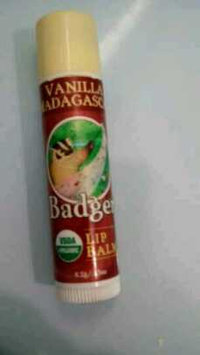 VANILLA
MADAGASC
Badger
USDA
ORGANIC
LIP
BALM